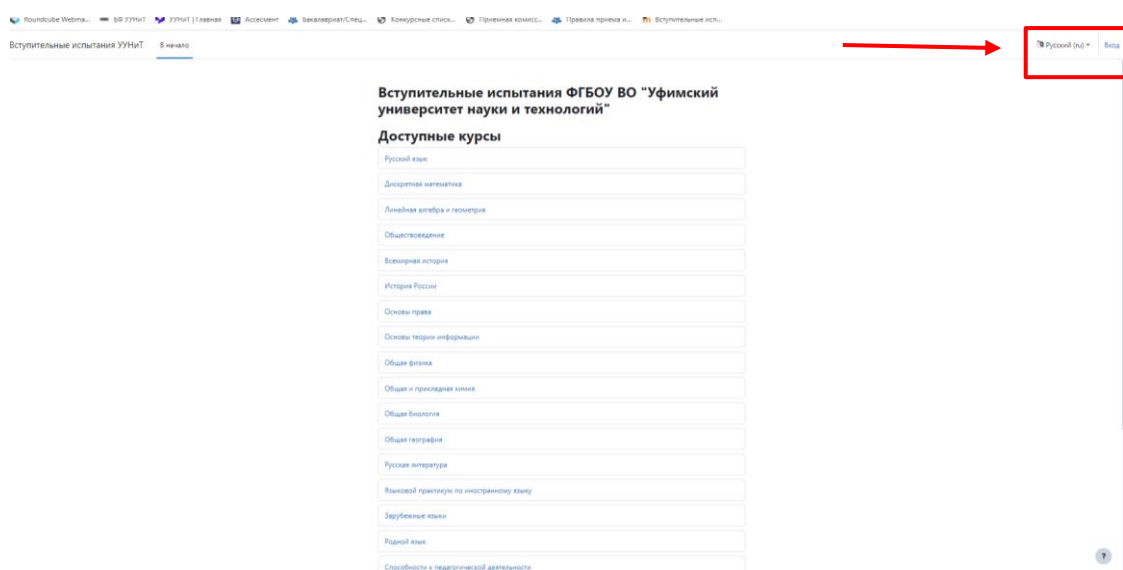 Roundcube Webma... БФ УУНиТ УУНиТ | Главная Ассесмент Бакалавриат/Спец... Конкурсные списк... Приемная комисс... Правила приема и... Вступительные исп...
Вступительные испытания УУНиТ В начало Русский (ru) Вход
Вступительные испытания ФГБОУ ВО "Уфимский
университет науки и технологий"
Доступные курсы
Русский язык
Дискретная математика
Линейная алгебра и геометрия
Обществоведение
Всемирная история
История России
Основы права
Основы теории информации
Общая физика
Общая и прикладная химия
Общая биология
Общая география
Русская литература
Языковой практикум по иностранному языку
Зарубежные языки
Родной язык
Способности к педагогической деятельности
?